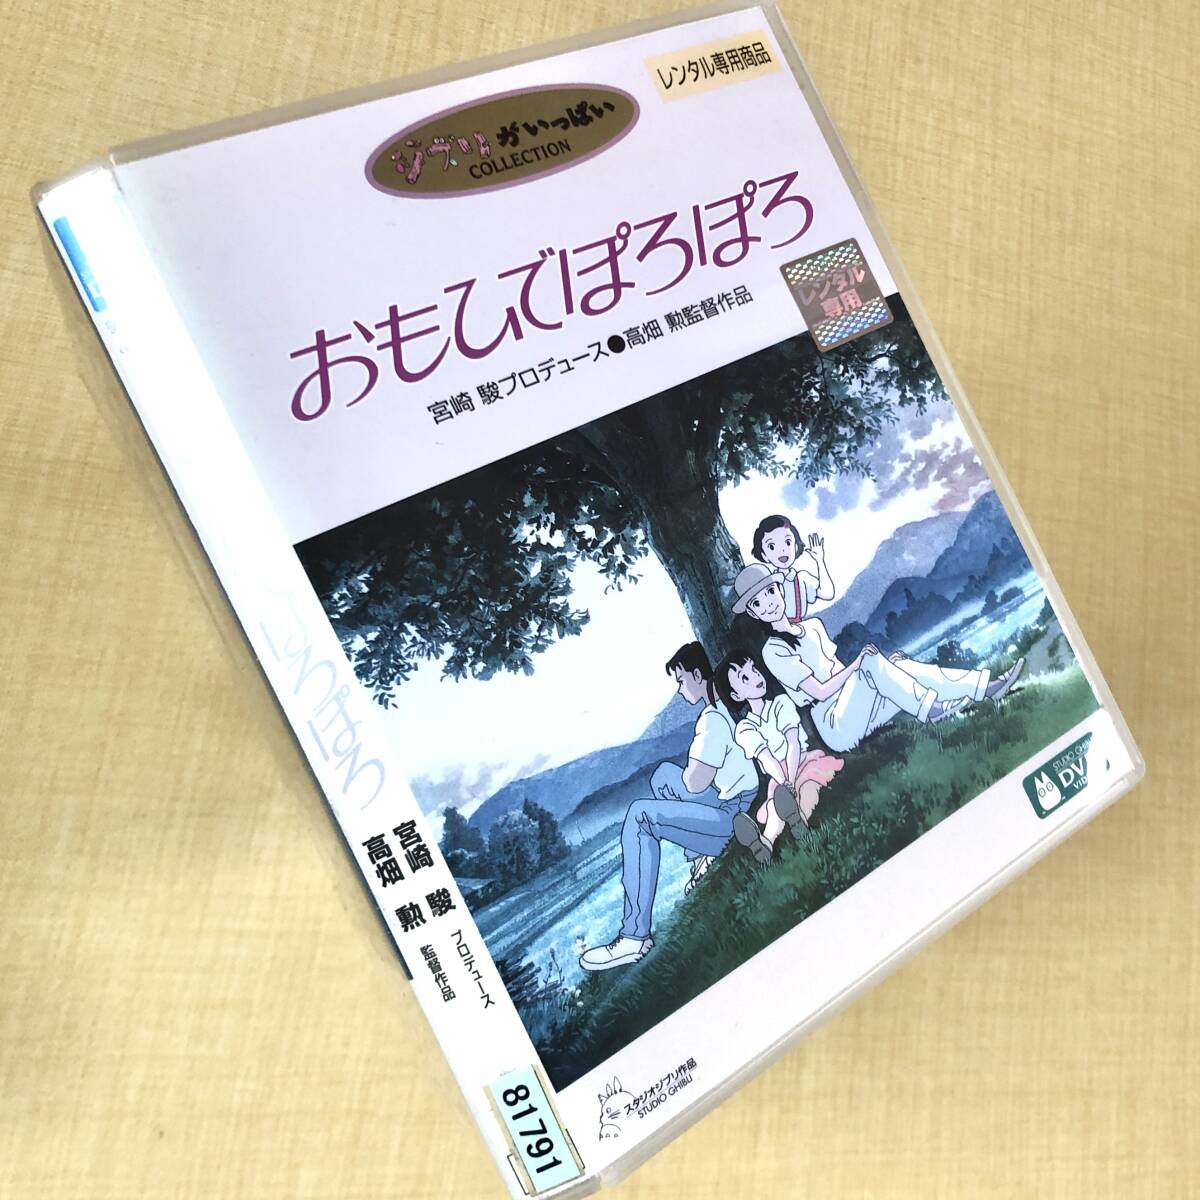 レンタル専用商品
ジブリがいっぱい
COLLECTION
おもひでぽろぽろ
宮崎 駿プロデュース●高畑 勲監督作品
レンタル
専用
STUDIO GHIB
DV
VID
スタジオジブリ作品
STUDIO GHIBLI
ぽろぽろ
宮崎 駿 プロデュース
高畑 勲 監督作品
81791